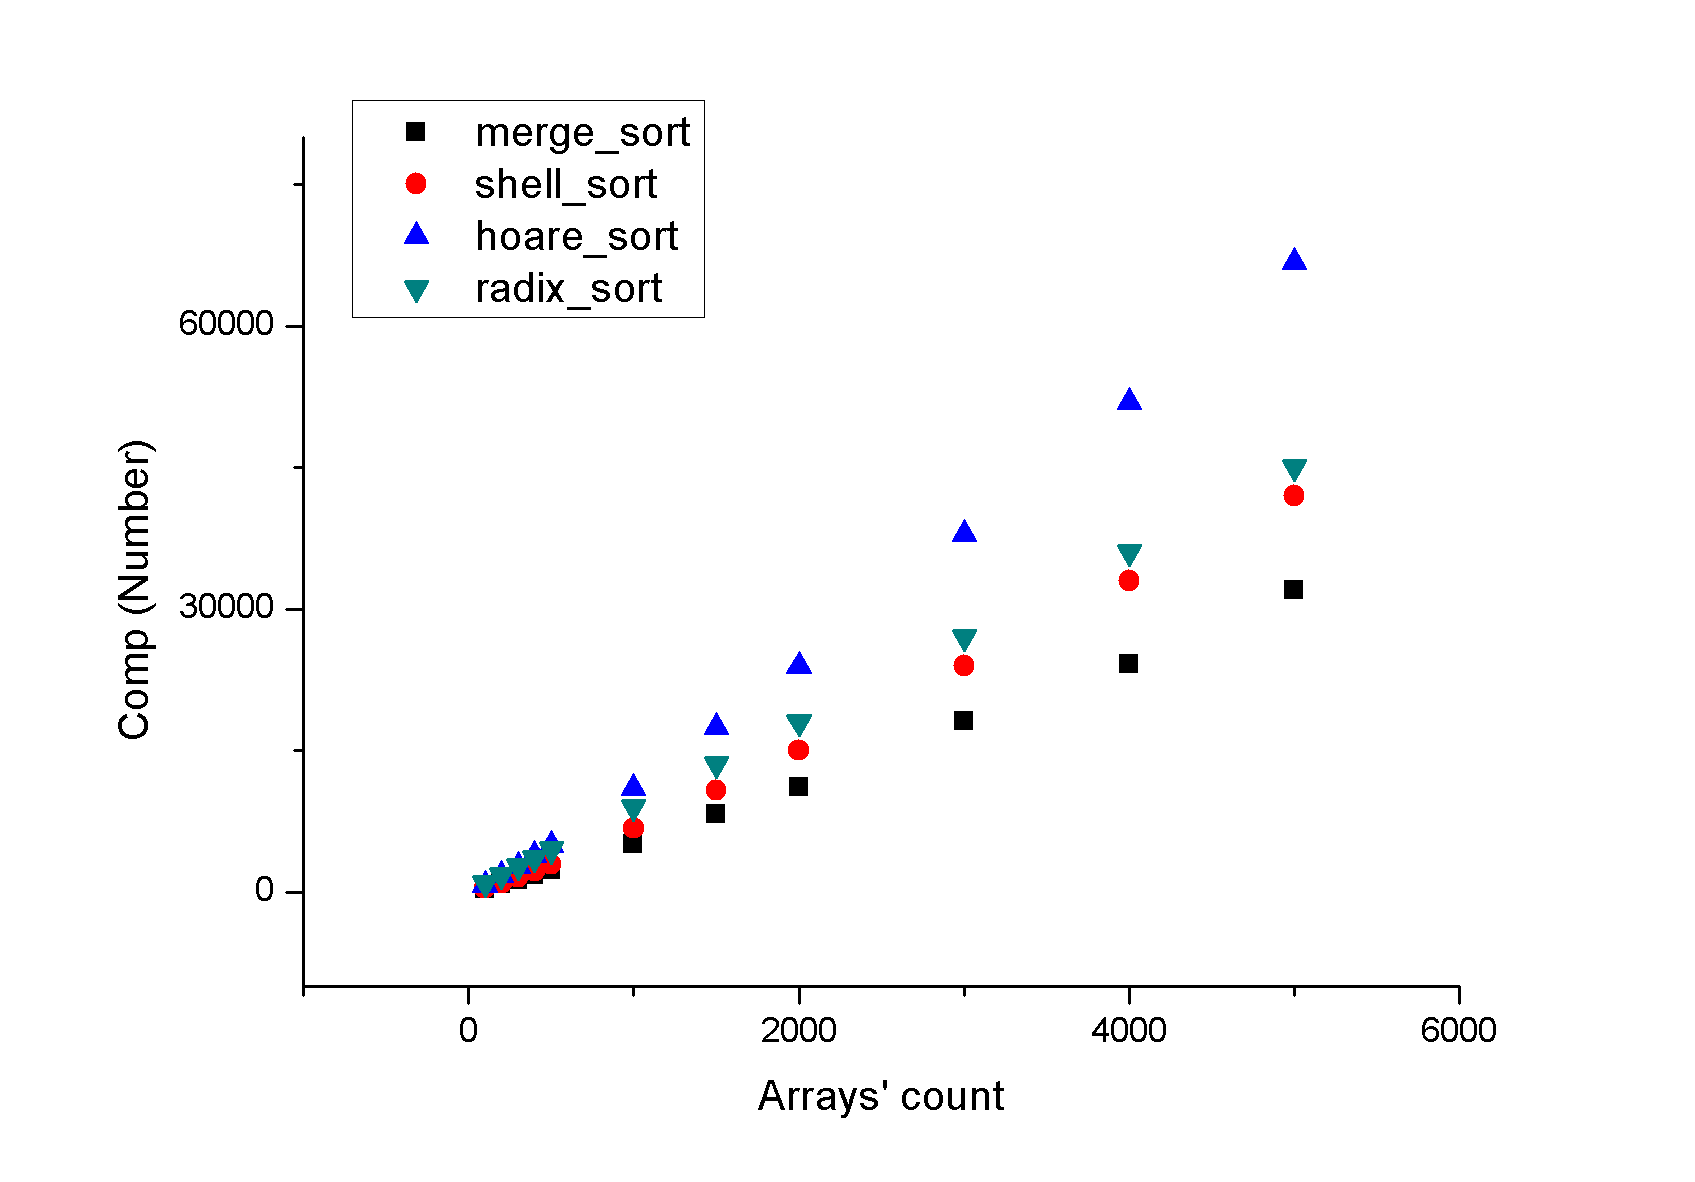 merge_sort
shell_sort
hoare_sort
radix_sort
60000
30000
0
Comp (Number)
0
2000
4000
6000
Arrays' count